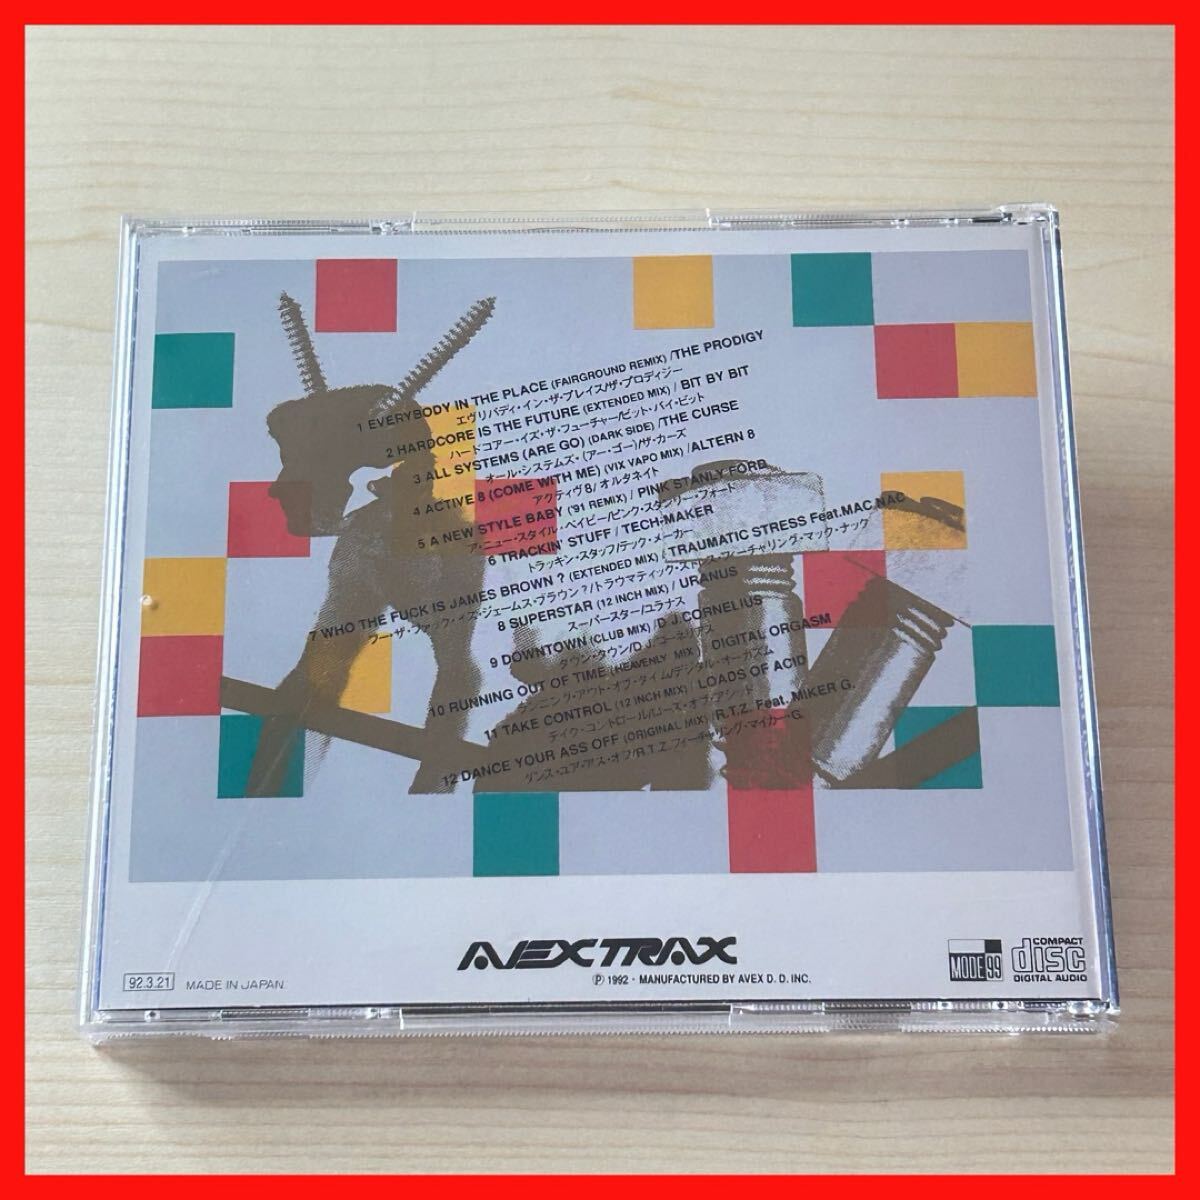 1 EVERYBODY IN THE PLACE (FAIRGROUND REMIX) /THE PRODIGY
エヴリバディ・イン・ザ・プレイス/ザ・プロディジー
2 HARDCORE IS THE FUTURE (EXTENDED MIX) / BIT BY BIT
ハードコアー・イズ・ザ・フューチャー/ビット・バイ・ビット
3 ALL SYSTEMS (ARE GO) (DARK SIDE) /THE CURSE
オール・システムズ・(アー・ゴー)/ザ・カーズ
4 ACTIVE 8 (COME WITH ME) (VIX VAPO MIX) /ALTERN 8
アクティヴ8/オルタネイト
5 A NEW STYLE BABY ('91 REMIX) / PINK STANLY FORD
ア・ニュー・スタイル・ベイビー/ピンク・スタンリー・フォード
6 TRACKIN' STUFF / TECH-MAKER
トラッキン・スタッフ/テック・メーカー
7 WHO THE FUCK IS JAMES BROWN ? (EXTENDED MIX) / TRAUMATIC STRESS Feat.MAC NAC
フー・ザ・ファック・イズ・ジェームス・ブラウン?/トラウマティック・ストレス・フィーチャリング・マック・ナック
8 SUPERSTAR (12 INCH MIX) / URANUS
スーパースター/ユラナス
9 DOWNTOWN (CLUB MIX) /D.J.CORNELIUS
ダウン・タウン/D.J.コーネリアス
10 RUNNING OUT OF TIME (HEAVENLY MIX) / DIGITAL ORGASM
ランニング・アウト・オブ・タイム/デジタル・オーガズム
11 TAKE CONTROL (12 INCH MIX) / LOADS OF ACID
テイク・コントロール/ローズ・オブ・アシッド
12 DANCE YOUR ASS OFF (ORIGINAL MIX) /R.T.Z. Feat. MIKER G.
ダンス・ユア・アス・オフ/R.T.Z.フィーチャリング・マイカー・G.
AVEX TRAX
Ⓟ 1992・MANUFACTURED BY AVEX D. D. INC.
92.3.21 MADE IN JAPAN
MODE 99
COMPACT
disc
DIGITAL AUDIO